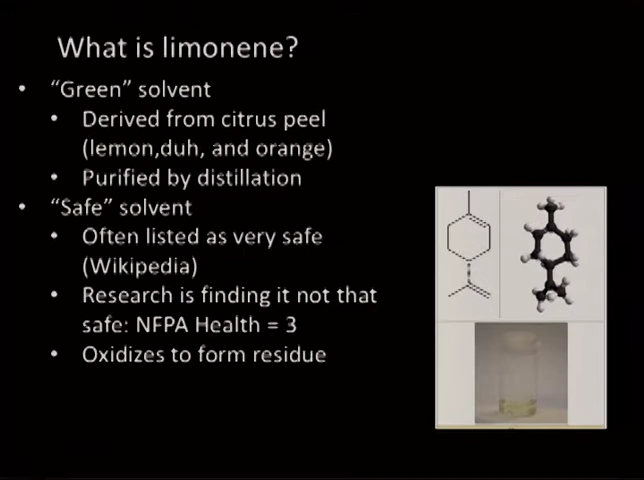 What is limonene?
• "Green" solvent
• Derived from citrus peel
(lemon,duh, and orange)
• Purified by distillation
• "Safe" solvent
• Often listed as very safe
(Wikipedia)
• Research is finding it not that
safe: NFPA Health = 3
• Oxidizes to form residue